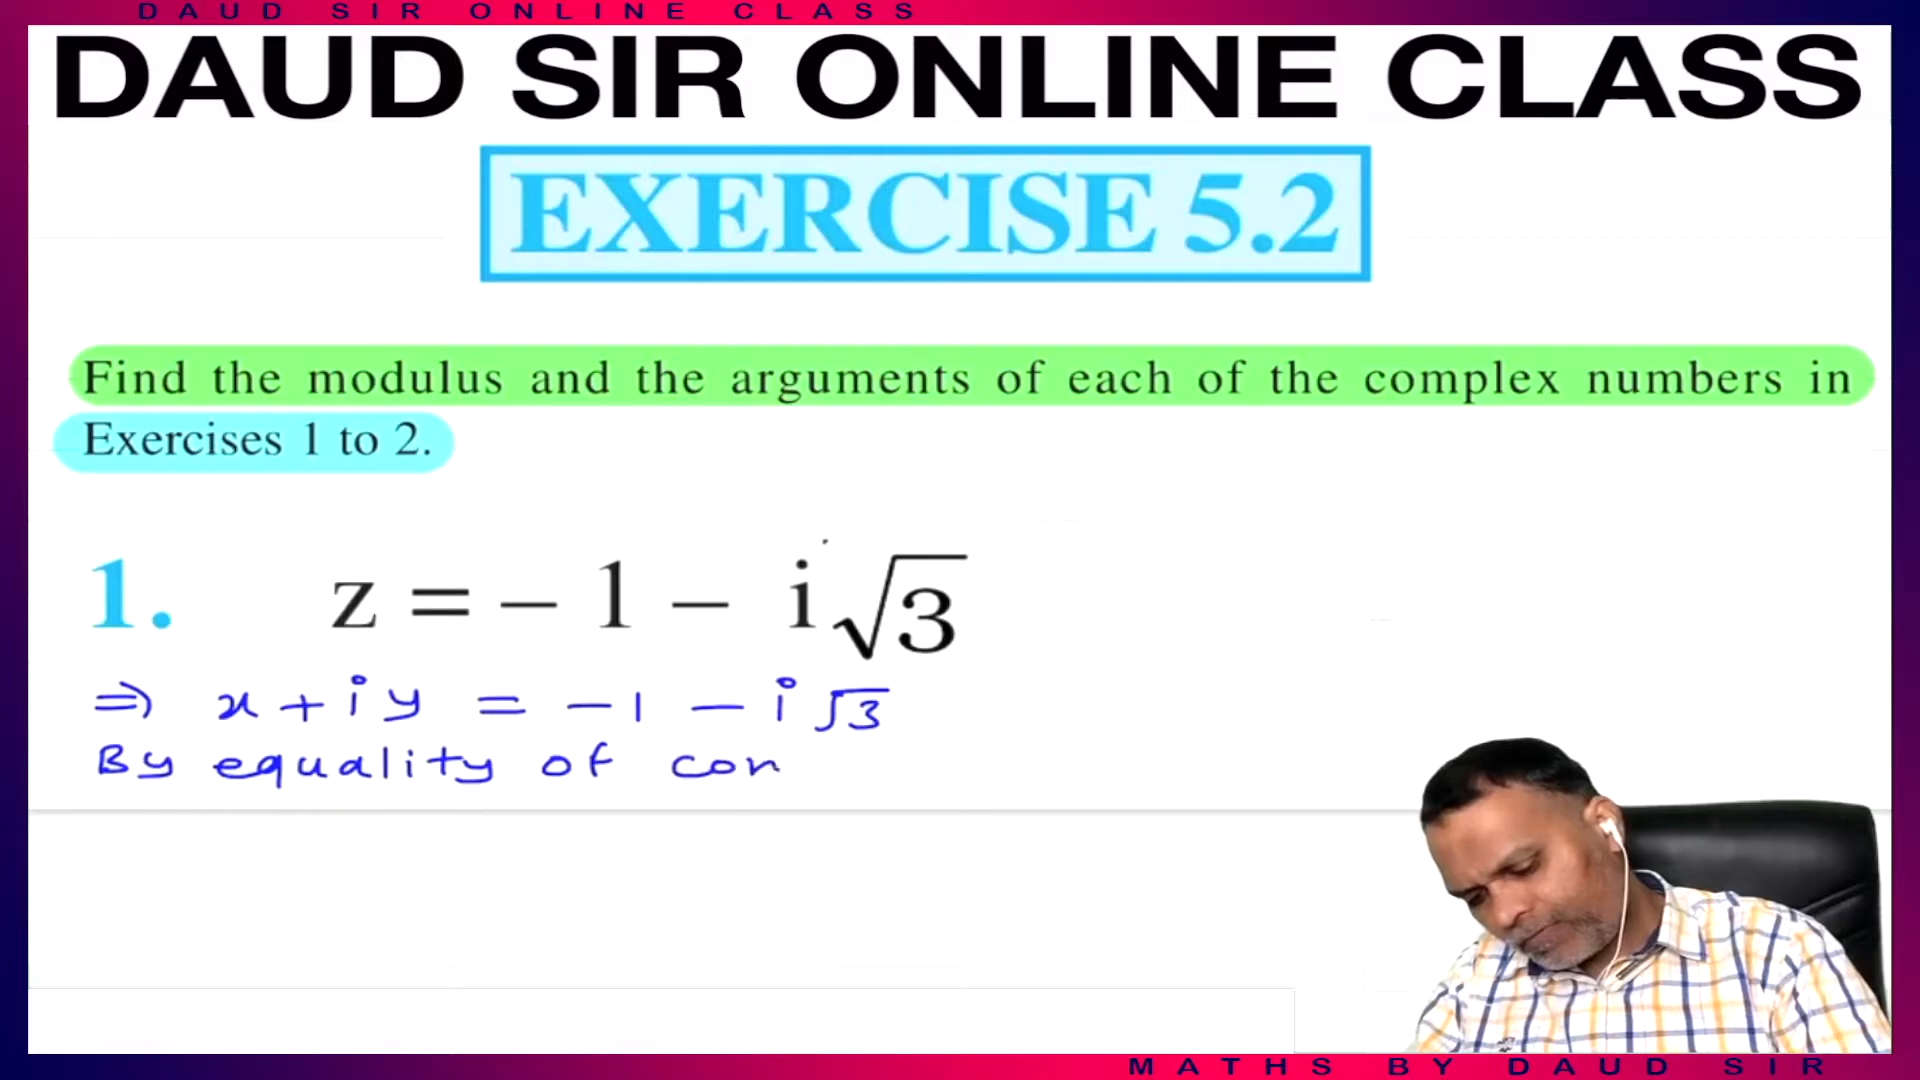 DAUD SIR ONLINE CLASS
DAUD SIR ONLINE CLASS
EXERCISE 5.2
Find the modulus and the arguments of each of the complex numbers in
Exercises 1 to 2.
1. z = – 1 – i√3
⇒ x + i y = – 1 – i √3
By equality of con
MATHS BY DAUD SIR